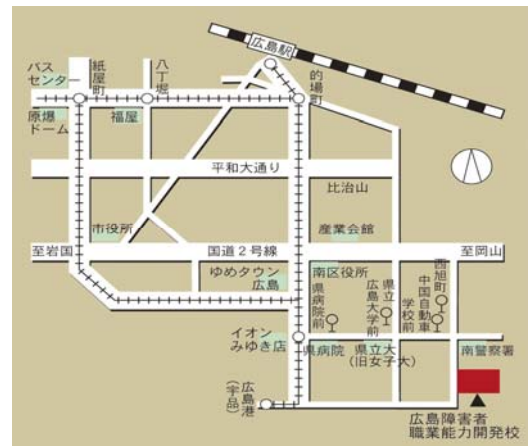 広島駅
バス
センター
紙屋町
八丁堀
的場町
原爆
ドーム
福屋
平和大通り
比治山
市役所
産業会館
至岩国
国道2号線
至岡山
ゆめタウン
広島
南区役所
県病院前
県立
広島大学前
学校前
中国自動車
西旭町
イオン
みゆき店
県病院
県立大
(旧女子大)
南警察署
広島港
(宇品)
広島障害者
職業能力開発校